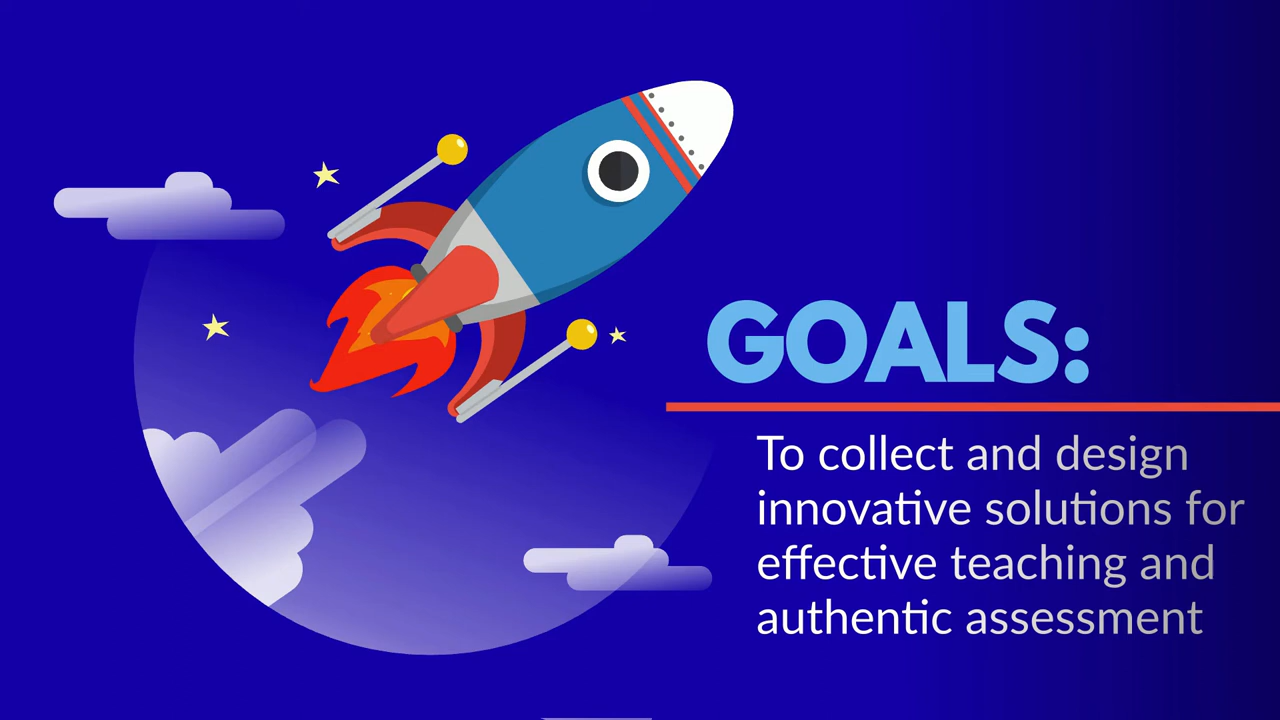 GOALS:
To collect and design
innovative solutions for
effective teaching and
authentic assessment